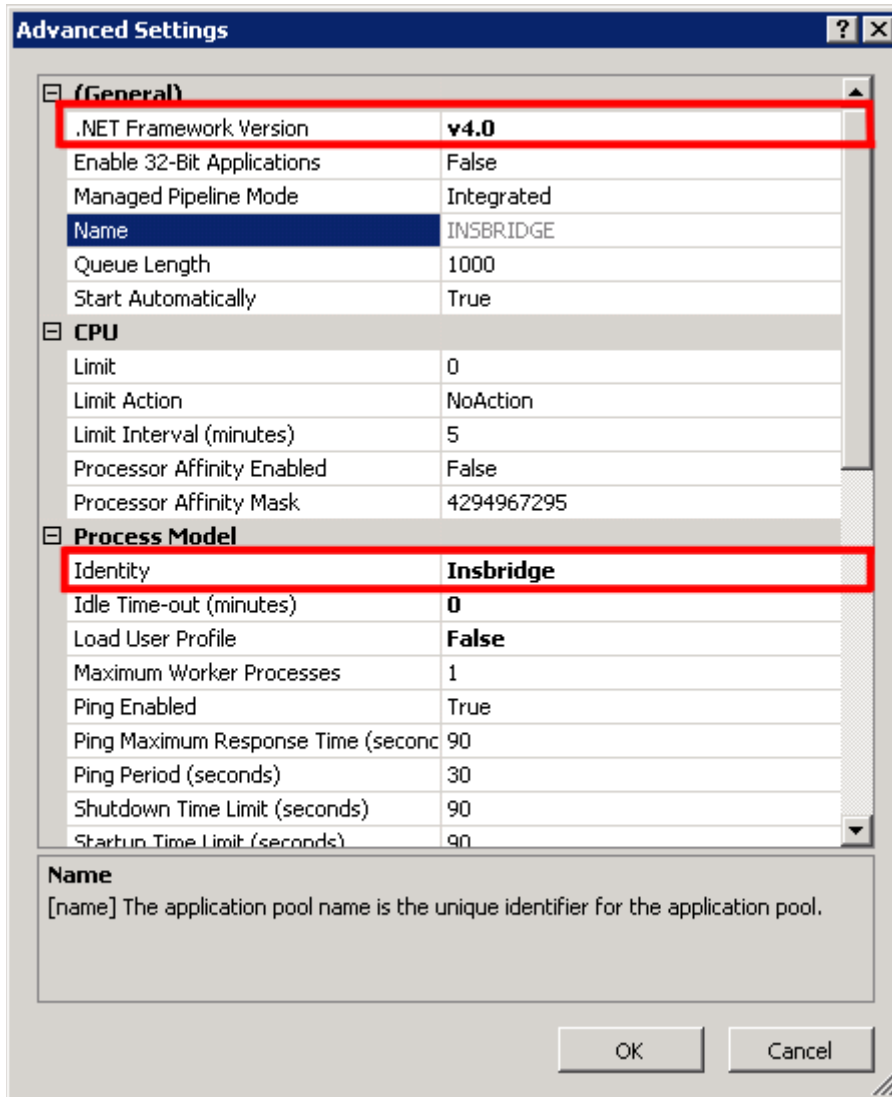 Advanced Settings
(General)
.NET Framework Version v4.0
Enable 32-Bit Applications False
Managed Pipeline Mode Integrated
Name INSBRIDGE
Queue Length 1000
Start Automatically True
CPU
Limit 0
Limit Action NoAction
Limit Interval (minutes) 5
Processor Affinity Enabled False
Processor Affinity Mask 4294967295
Process Model
Identity Insbridge
Idle Time-out (minutes) 0
Load User Profile False
Maximum Worker Processes 1
Ping Enabled True
Ping Maximum Response Time (seconc 90
Ping Period (seconds) 30
Shutdown Time Limit (seconds) 90
Startup Time Limit (seconds) 90
Name
[name] The application pool name is the unique identifier for the application pool.
OK Cancel